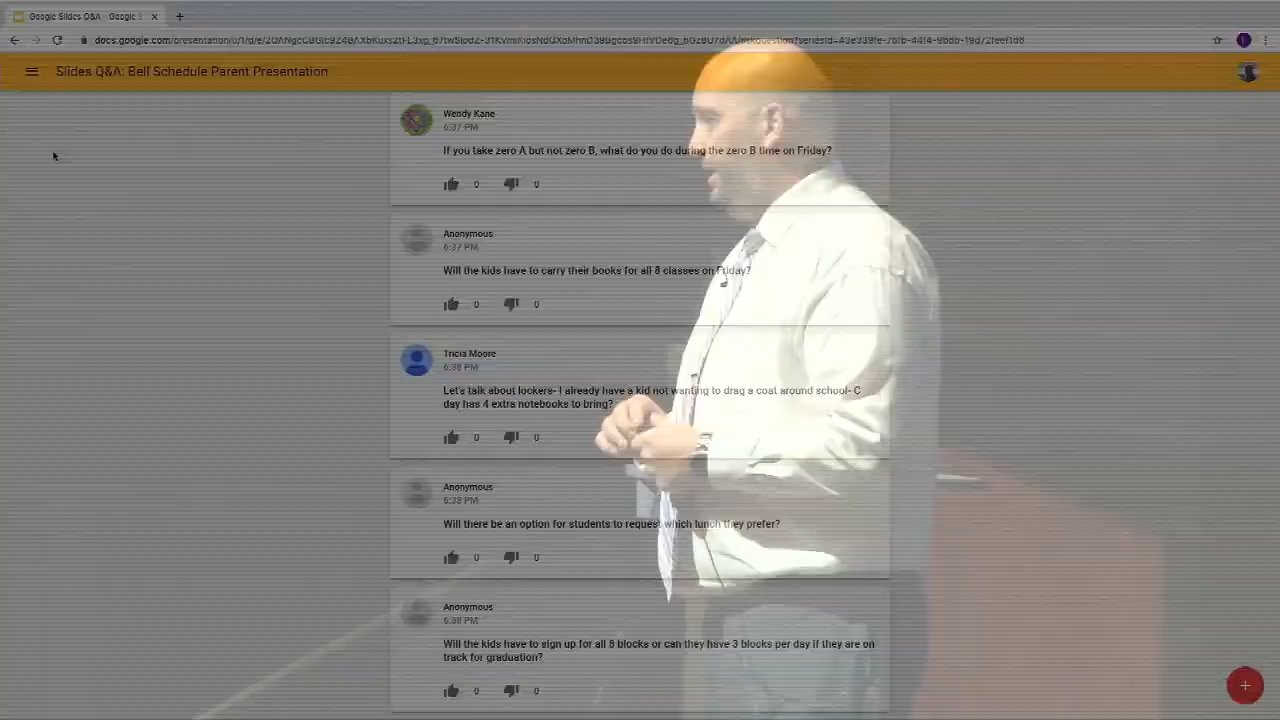 Google Slides Q&A - Google S
Slides Q&A: Bell Schedule Parent Presentation
Wendy Kane
6:37 PM
If you take zero A but not zero B, what do you do during the zero B time on Friday?
0 0
Anonymous
6:37 PM
Will the kids have to carry their books for all 8 classes on Friday?
0 0
Tricia Moore
6:38 PM
Let's talk about lockers- I already have a kid not wanting to drag a coat around school- C
day has 4 extra notebooks to bring?
0 0
Anonymous
6:38 PM
Will there be an option for students to request which lunch they prefer?
0 0
Anonymous
6:38 PM
Will the kids have to sign up for all 8 blocks or can they have 3 blocks per day if they are on
track for graduation?
0 0